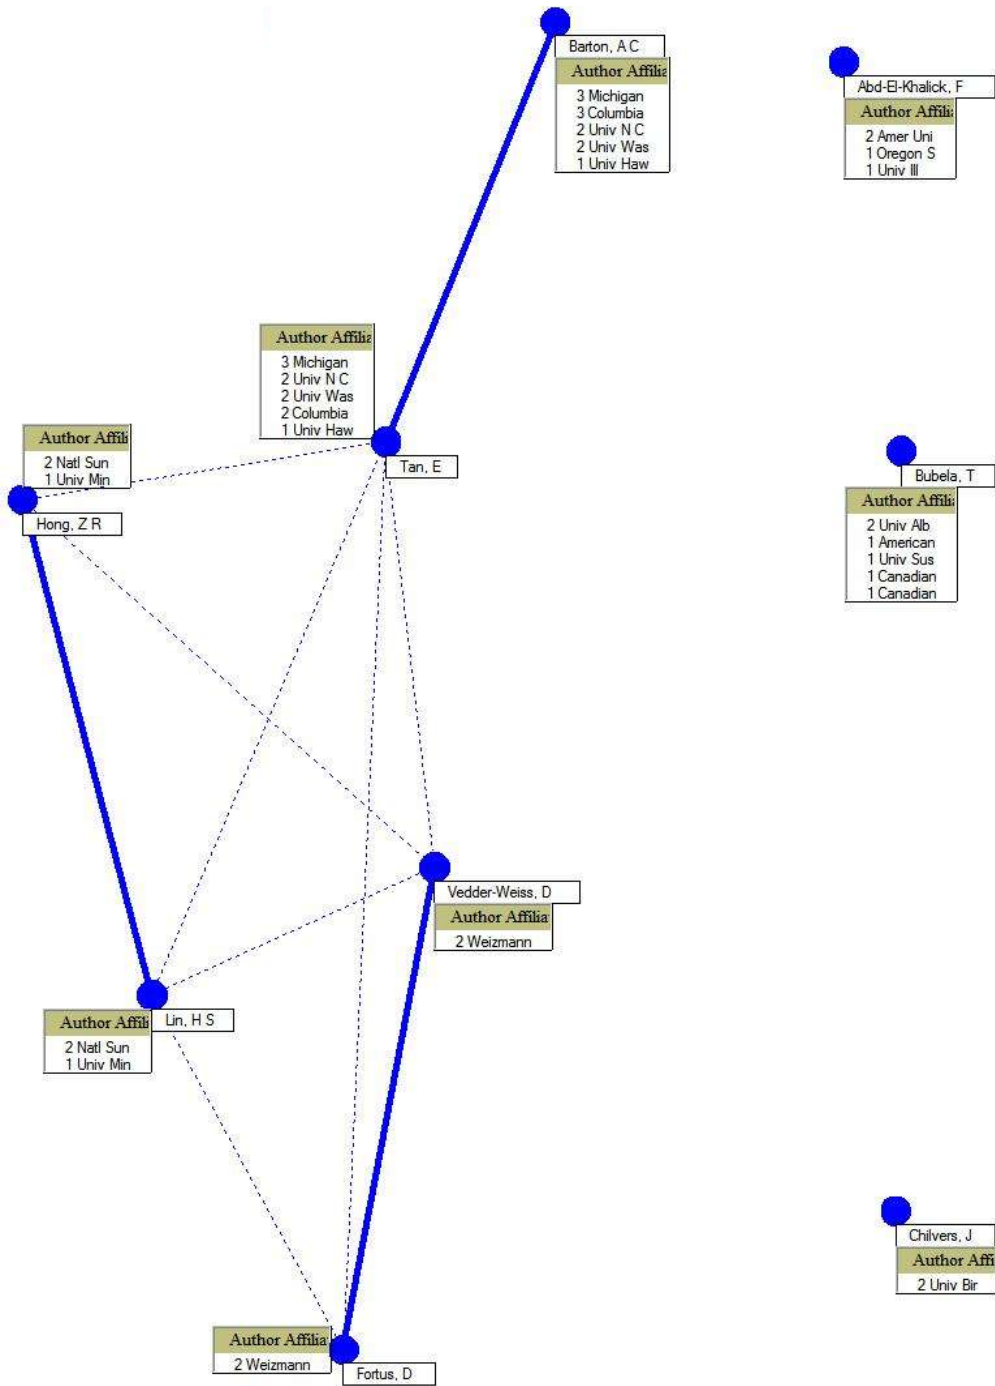 Barton, A C
Author Affilia
3 Michigan
3 Columbia
2 Univ N C
2 Univ Was
1 Univ Haw
Abd-El-Khalick, F
Author Affilia
2 Amer Uni
1 Oregon S
1 Univ Ill
Author Affilia
3 Michigan
2 Univ N C
2 Univ Was
2 Columbia
1 Univ Haw
Tan, E
Author Affili
2 Natl Sun
1 Univ Min
Hong, Z R
Bubela, T
Author Affilia
2 Univ Alb
1 American
1 Univ Sus
1 Canadian
1 Canadian
Vedder-Weiss, D
Author Affilia
2 Weizmann
Lin, H S
Author Affili
2 Natl Sun
1 Univ Min
Chilvers, J
Author Affi
2 Univ Bir
Author Affilia
2 Weizmann
Fortus, D